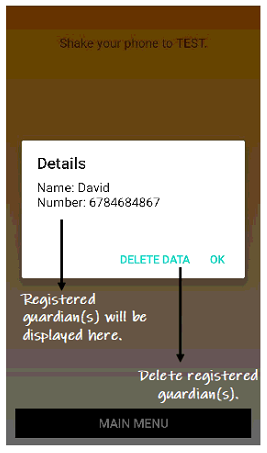 Shake your phone to TEST.
Details
Name: David
Number: 6784684867
DELETE DATA OK
Registered
guardian(s) will be
displayed here.
Delete registered
guardian(s).
MAIN MENU